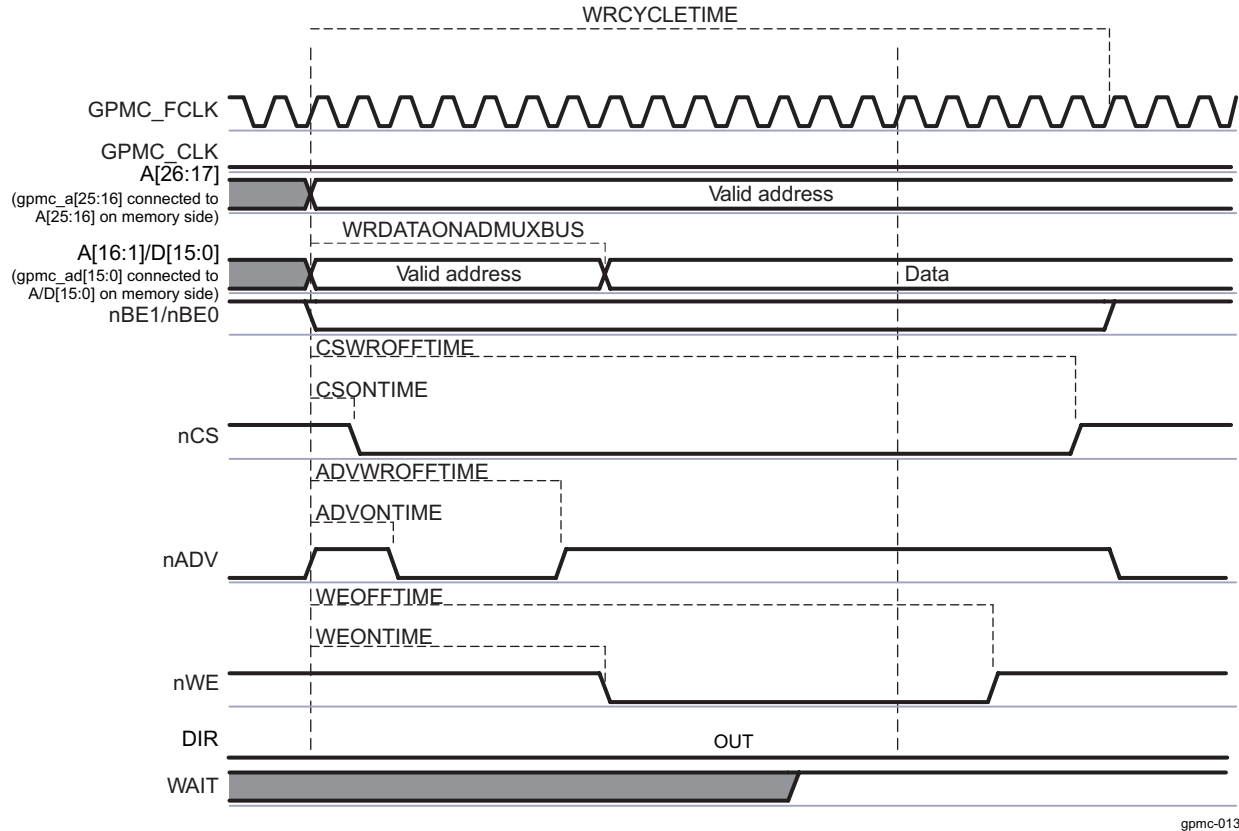 WRCYCLETIME
GPMC_FCLK
GPMC_CLK
A[26:17]
(gpmc_a[25:16] connected to
A[25:16] on memory side)
Valid address
WRDATAONADMUXBUS
A[16:1]/D[15:0]
(gpmc_ad[15:0] connected to
A/D[15:0] on memory side)
Valid address
Data
nBE1/nBE0
CSWROFFTIME
CSONTIME
nCS
ADVWROFFTIME
ADVONTIME
nADV
WEOFFTIME
WEONTIME
nWE
DIR
OUT
WAIT
gpmc-013